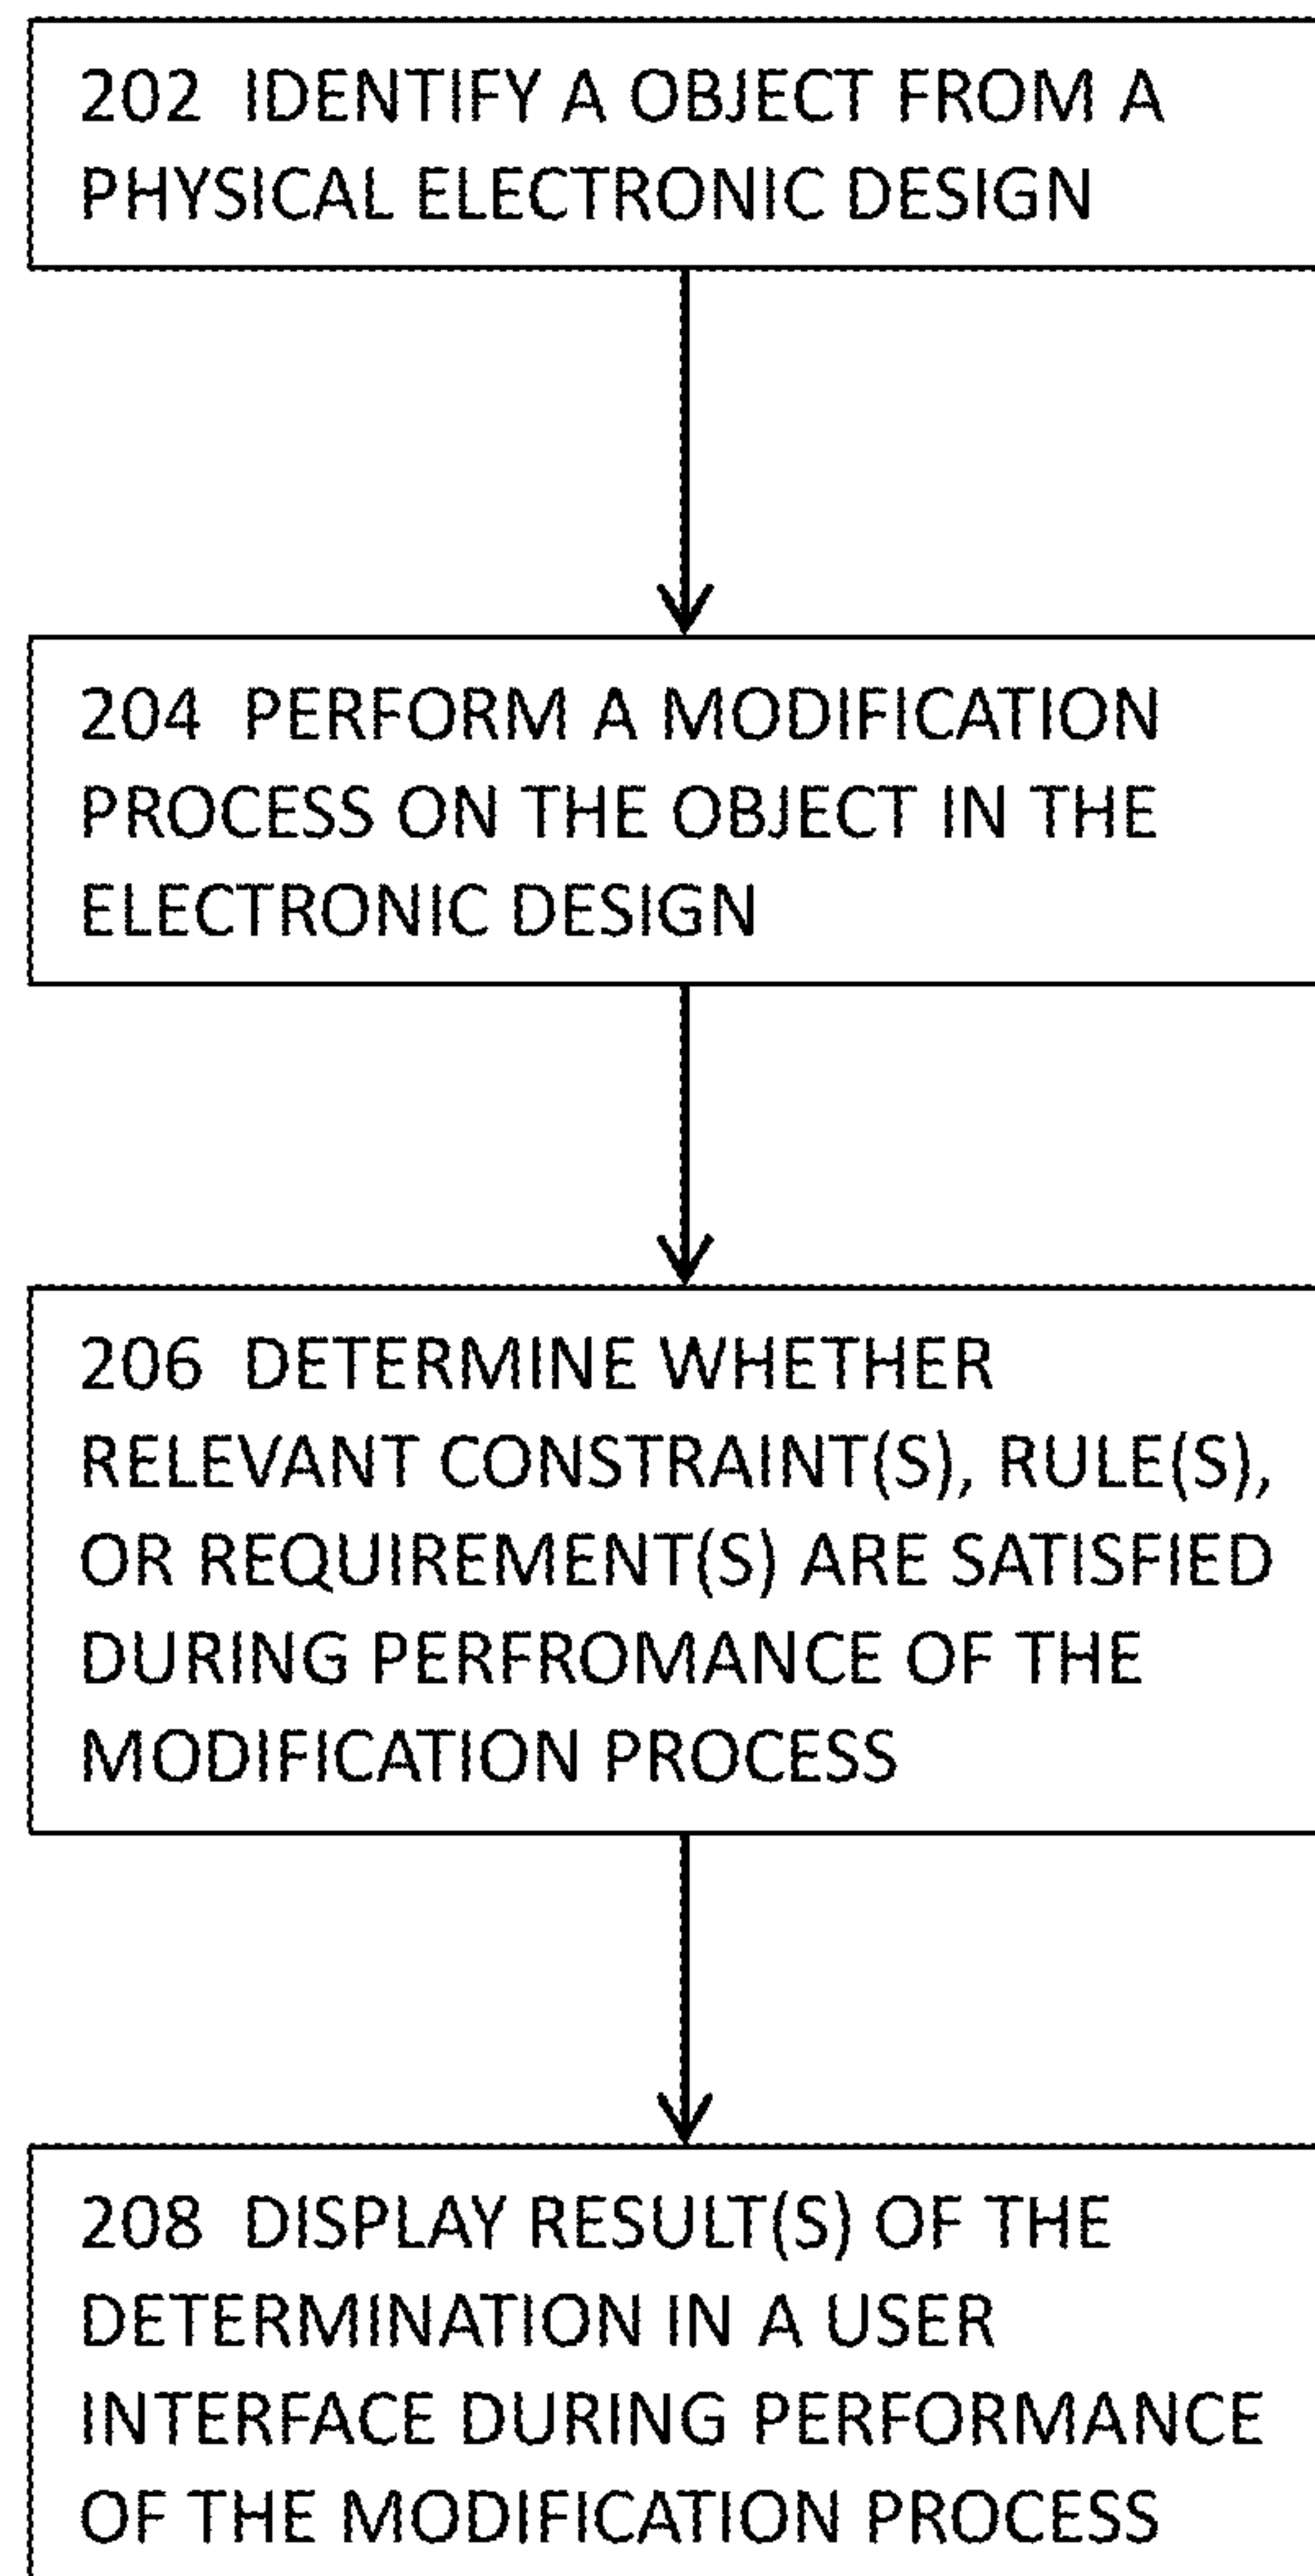 202 IDENTIFY A OBJECT FROM A
PHYSICAL ELECTRONIC DESIGN
204 PERFORM A MODIFICATION
PROCESS ON THE OBJECT IN THE
ELECTRONIC DESIGN
206 DETERMINE WHETHER
RELEVANT CONSTRAINT(S), RULE(S),
OR REQUIREMENT(S) ARE SATISFIED
DURING PERFROMANCE OF THE
MODIFICATION PROCESS
208 DISPLAY RESULT(S) OF THE
DETERMINATION IN A USER
INTERFACE DURING PERFORMANCE
OF THE MODIFICATION PROCESS